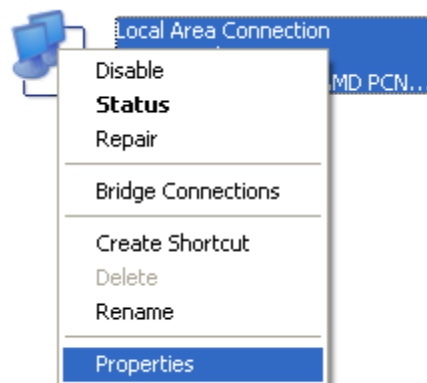 Local Area Connection
MD PCN...
Disable
Status
Repair
Bridge Connections
Create Shortcut
Delete
Rename
Properties